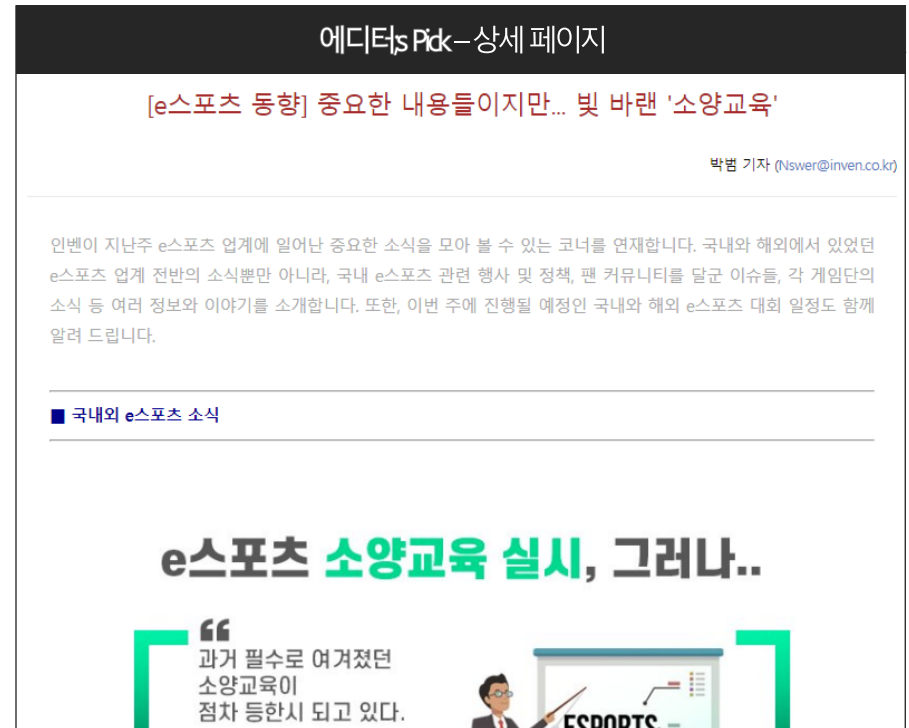 에디터;s Pick – 상세 페이지
[e스포츠 동향] 중요한 내용들이지만... 빛 바랜 '소양교육'
박범 기자 (Nswer@inven.co.kr)
인벤이 지난주 e스포츠 업계에 일어난 중요한 소식을 모아 볼 수 있는 코너를 연재합니다. 국내와 해외에서 있었던
e스포츠 업계 전반의 소식뿐만 아니라, 국내 e스포츠 관련 행사 및 정책, 팬 커뮤니티를 달군 이슈들, 각 게임단의
소식 등 여러 정보와 이야기를 소개합니다. 또한, 이번 주에 진행될 예정인 국내와 해외 e스포츠 대회 일정도 함께
알려 드립니다.
■ 국내외 e스포츠 소식
e스포츠 소양교육 실시, 그러나..
“
과거 필수로 여겨졌던
소양교육이
점차 등한시 되고 있다.
ESPORTS